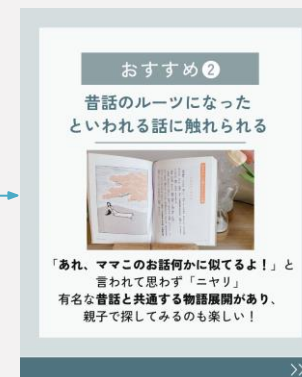 おすすめ❷
昔話のルーツになった
といわれる話に触れられる
「あれ、ママこのお話何かに似てるよ！」と
言われて思わず「ニヤリ」
有名な昔話と共通する物語展開があり、
親子で探してみるのも楽しい！